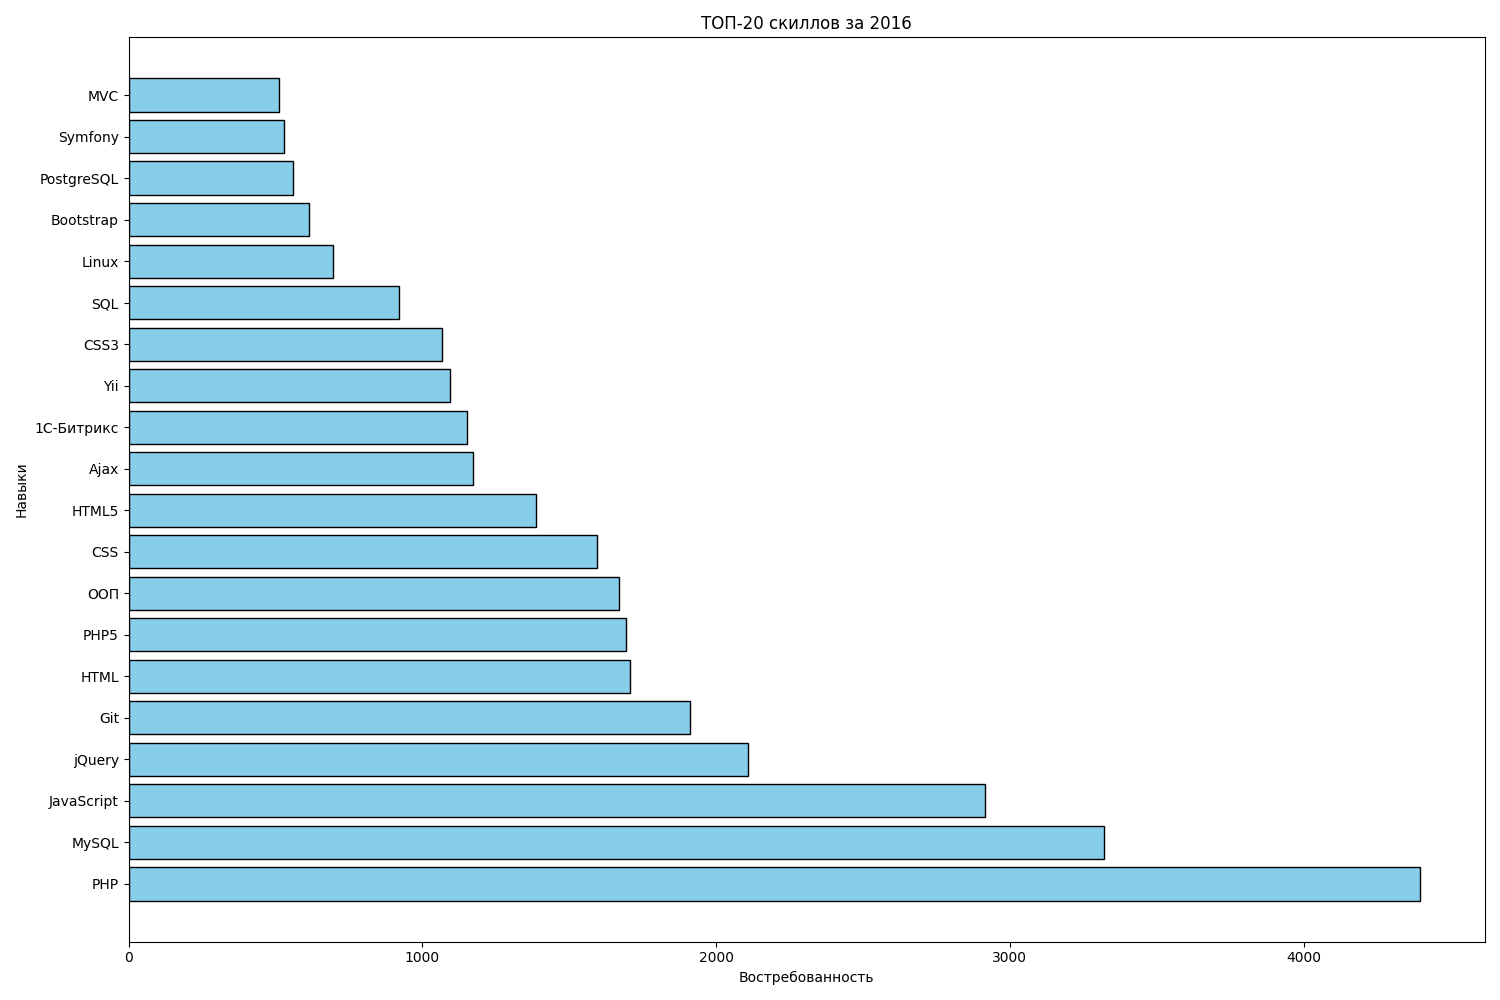 ТОП-20 скиллов за 2016
MVC
Symfony
PostgreSQL
Bootstrap
Linux
SQL
CSS3
Yii
1С-Битрикс
Ajax
HTML5
CSS
ООП
PHP5
HTML
Git
jQuery
JavaScript
MySQL
PHP
Навыки
0 1000 2000 3000 4000
Востребованность